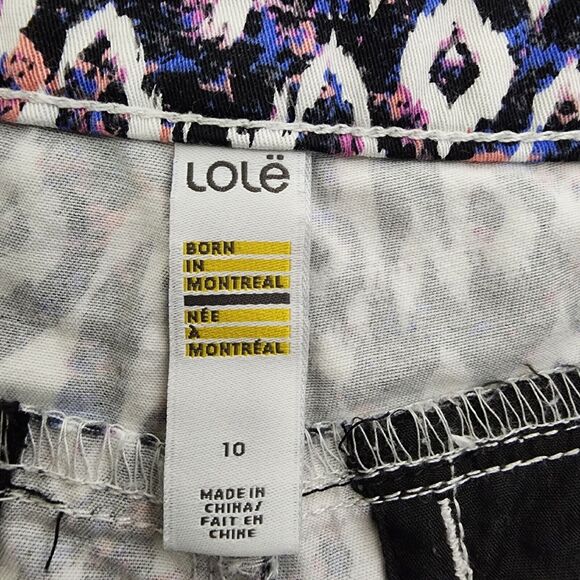 LOLË
BORN
IN
MONTREAL
NÉE
À
MONTRÉAL
10
MADE IN
CHINA/
FAIT EN
CHINE